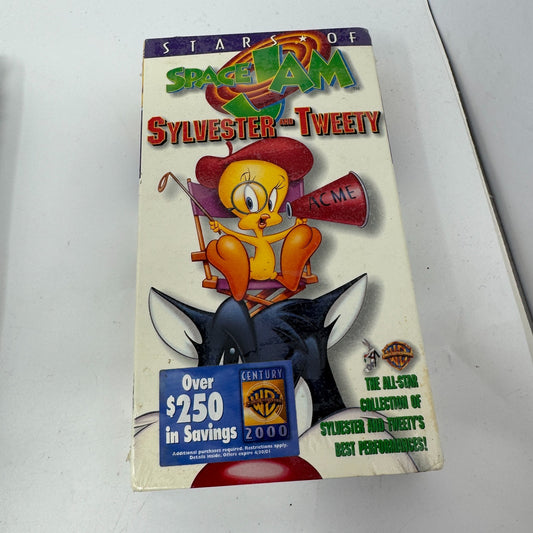 STARS OF
SPACE JAM
SYLVESTER AND TWEETY
ACME
Over
$250
in Savings
Additional purchases required. Restrictions apply.
Details inside. Offers expire 4/30/01
CENTURY
2000
THE ALL-STAR
COLLECTION OF
SYLVESTER AND TWEETY'S
BEST PERFORMANCES!